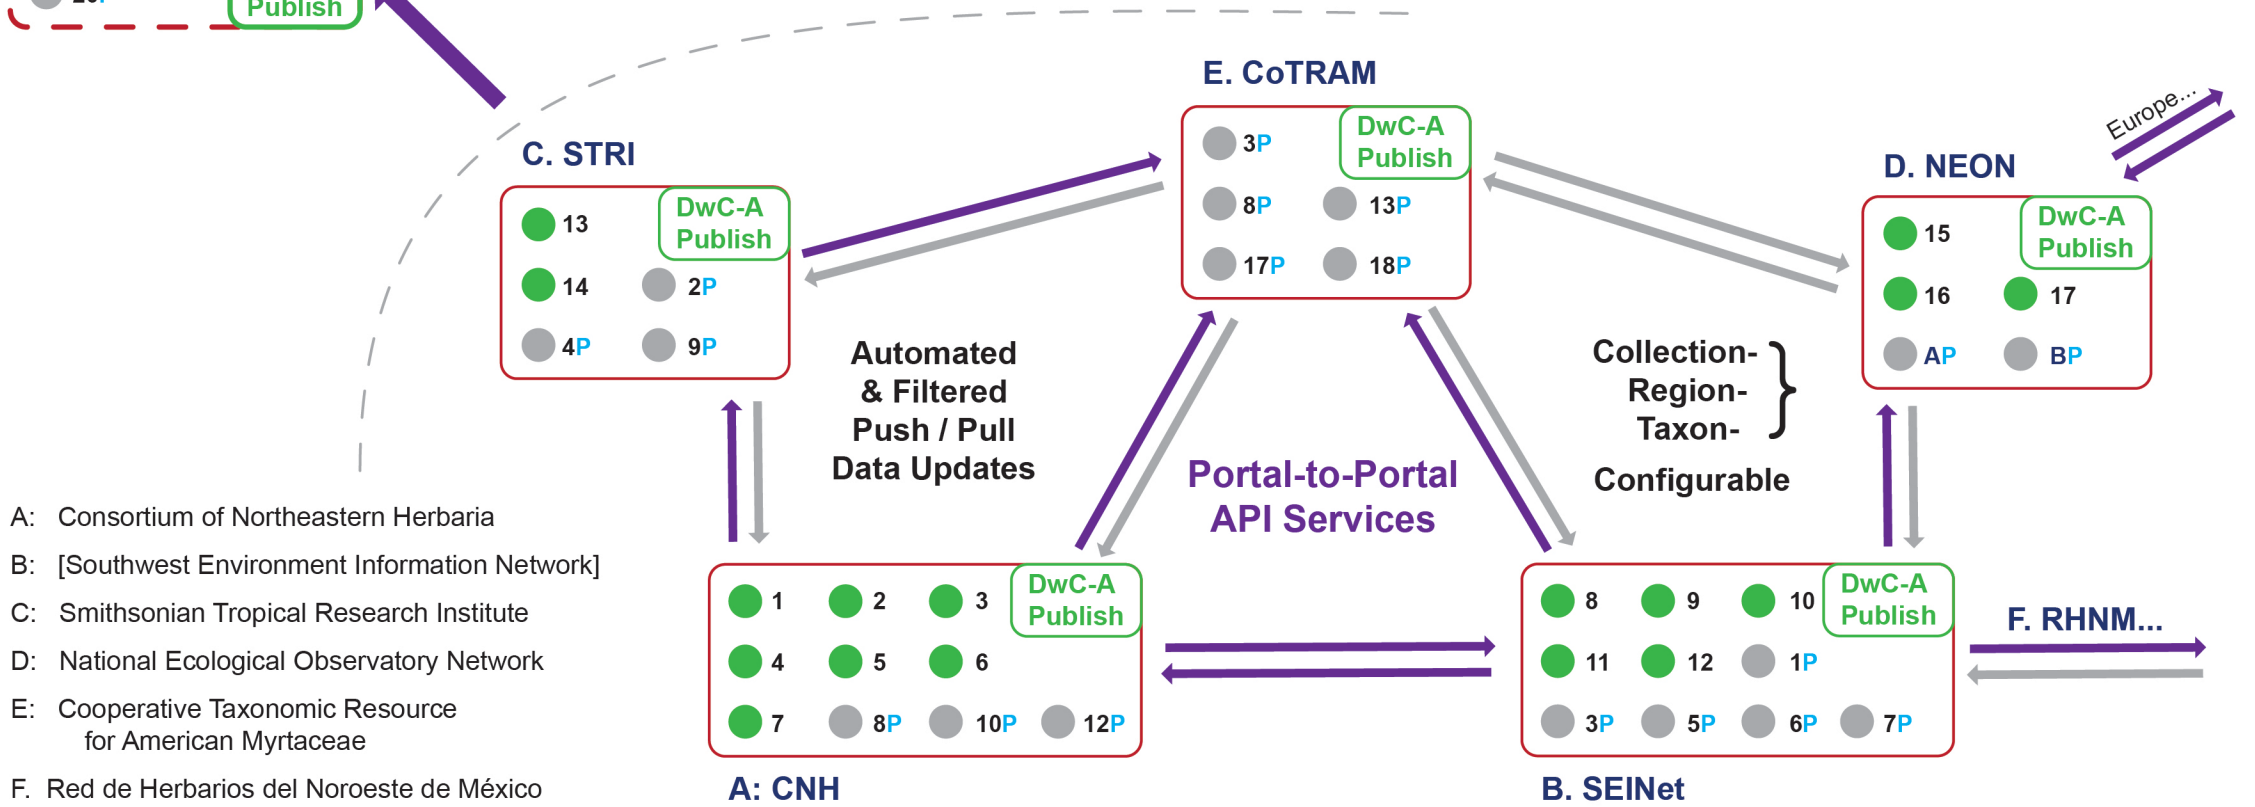 Publish
E. CoTRAM
3P
DwC-A
Publish
8P
13P
17P
18P
Europe...
C. STRI
13
DwC-A
Publish
14
2P
4P
9P
D. NEON
15
DwC-A
Publish
16
17
AP
BP
Automated
& Filtered
Push / Pull
Data Updates
Collection-
Region-
Taxon-
Configurable
Portal-to-Portal
API Services
A: Consortium of Northeastern Herbaria
B: [Southwest Environment Information Network]
C: Smithsonian Tropical Research Institute
D: National Ecological Observatory Network
E: Cooperative Taxonomic Resource
for American Myrtaceae
F. Red de Herbarios del Noroeste de México
1
2
3
DwC-A
Publish
4
5
6
7
8P
10P
12P
A: CNH
8
9
10
DwC-A
Publish
11
12
1P
3P
5P
6P
7P
B. SEINet
F. RHNM...